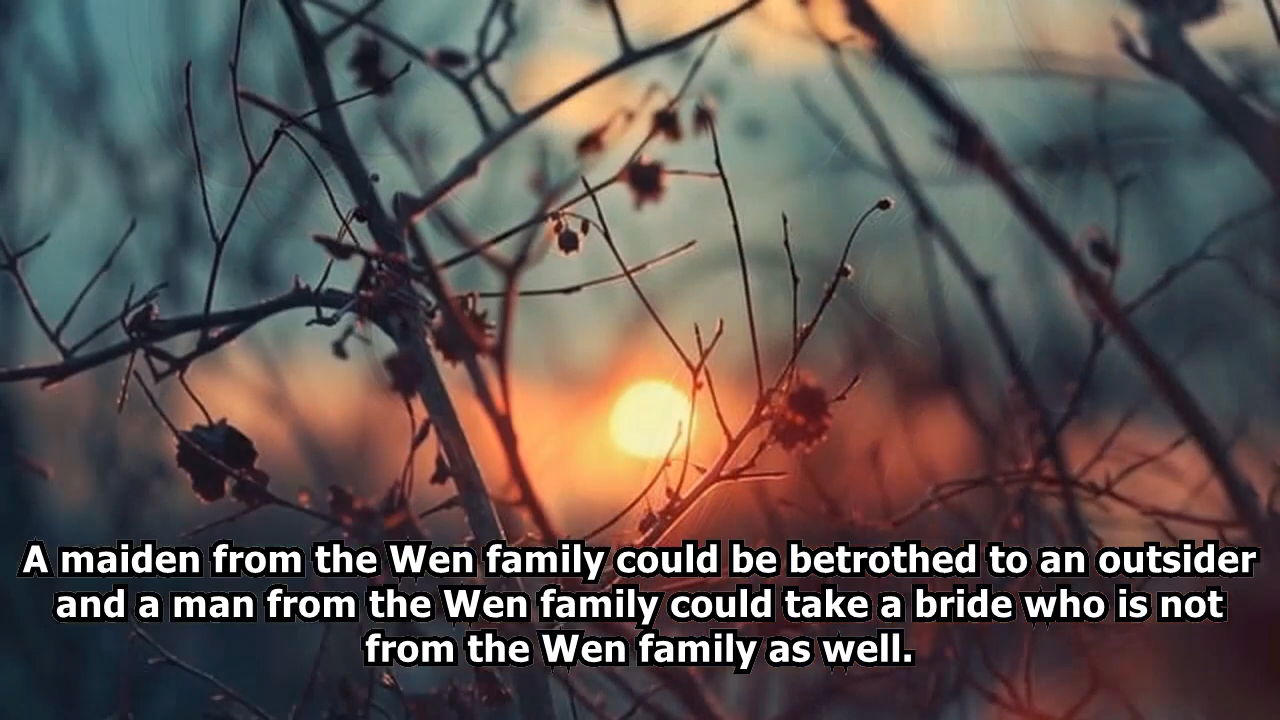 A maiden from the Wen family could be betrothed to an outsider
and a man from the Wen family could take a bride who is not
from the Wen family as well.